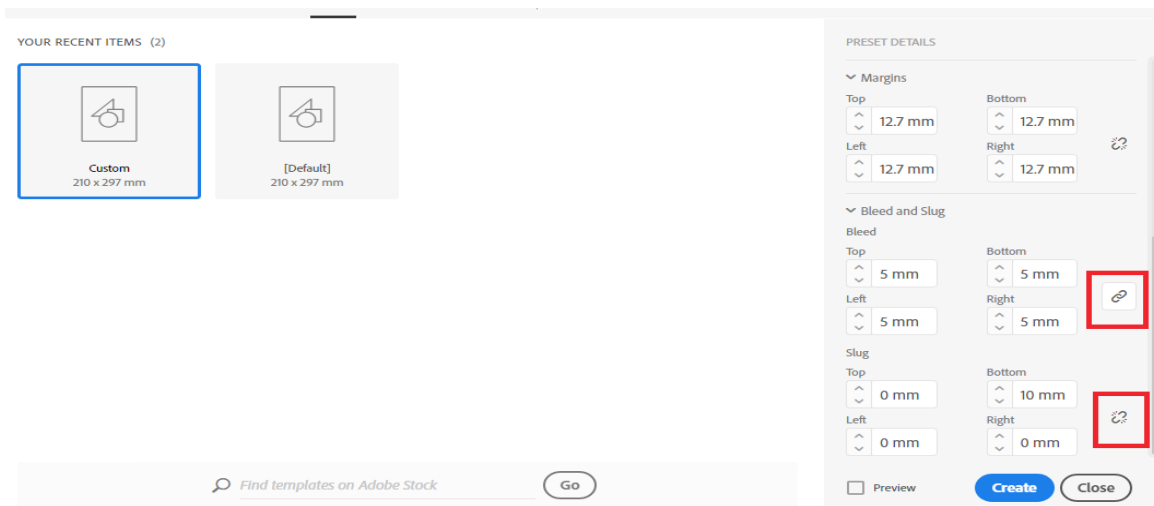 YOUR RECENT ITEMS (2)
Custom
210 x 297 mm
[Default]
210 x 297 mm
Find templates on Adobe Stock
Go
PRESET DETAILS
Margins
Top Bottom
12.7 mm 12.7 mm
Left Right
12.7 mm 12.7 mm
Bleed and Slug
Bleed
Top Bottom
5 mm 5 mm
Left Right
5 mm 5 mm
Slug
Top Bottom
0 mm 10 mm
Left Right
0 mm 0 mm
Preview Create Close